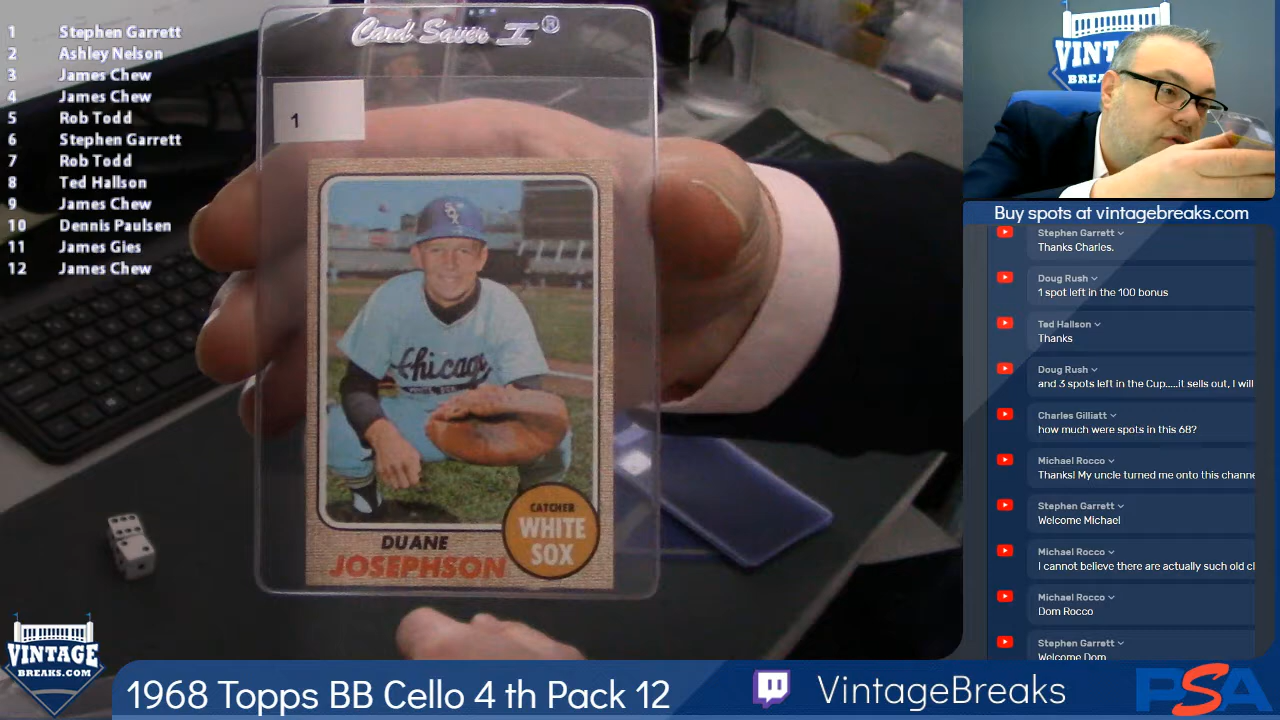 1 Stephen Garrett
2 Ashley Nelson
3 James Chew
4 James Chew
5 Rob Todd
6 Stephen Garrett
7 Rob Todd
8 Ted Hallson
9 James Chew
10 Dennis Paulsen
11 James Gies
12 James Chew
Card Saver I®
1
SOX
Chicago
WHITE SOX
CATCHER
WHITE
SOX
DUANE
JOSEPHSON
VINTAGE
BREAKS.COM
1968 Topps BB Cello 4 th Pack 12
VintageBreaks
PSA
VINT
BREA
Buy spots at vintagebreaks.com
Stephen Garrett
Thanks Charles.
Doug Rush
1 spot left in the 100 bonus
Ted Hallson
Thanks
Doug Rush
and 3 spots left in the Cup.....it sells out, I will
Charles Gilliatt
how much were spots in this 68?
Michael Rocco
Thanks! My uncle turned me onto this channe
Stephen Garrett
Welcome Michael
Michael Rocco
I cannot believe there are actually such old cl
Michael Rocco
Dom Rocco
Stephen Garrett
Welcome Dom